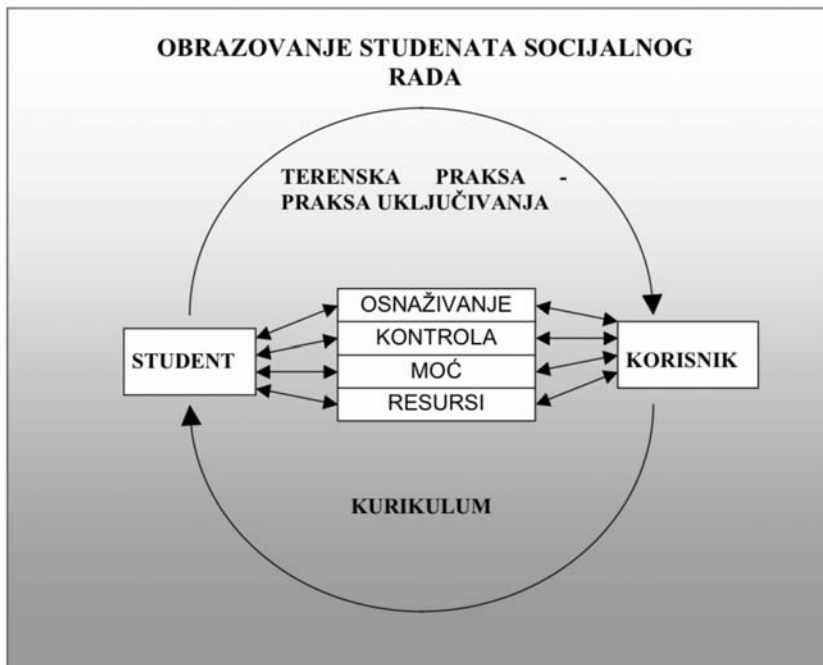 OBRAZOVANJE STUDENATA SOCIJALNOG
RADA
TERENSKA PRAKSA -
PRAKSA UKLJUČIVANJA
OSNAŽIVANJE
KONTROLA
MOĆ
RESURSI
STUDENT
KORISNIK
KURIKULUM